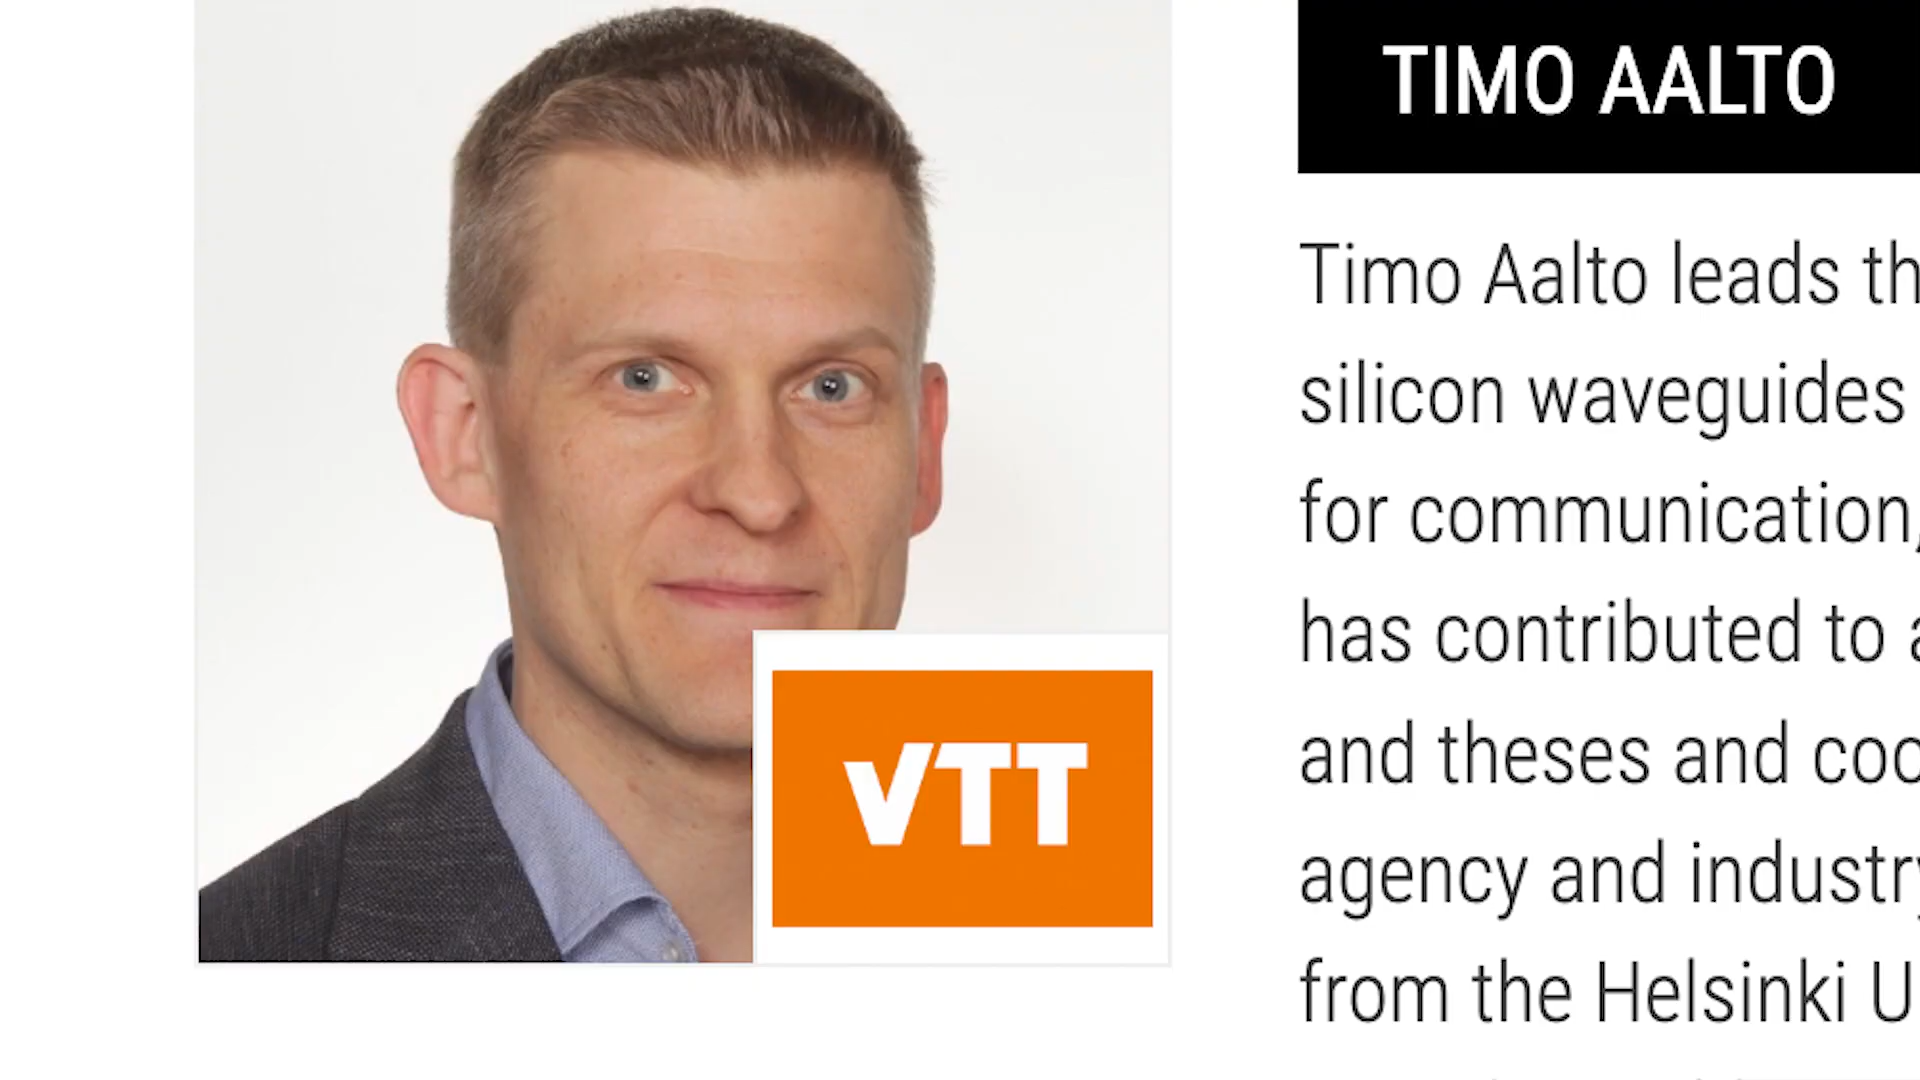 TIMO AALTO
Timo Aalto leads th
silicon waveguides
for communication,
has contributed to a
and theses and coo
agency and industry
from the Helsinki U
VTT